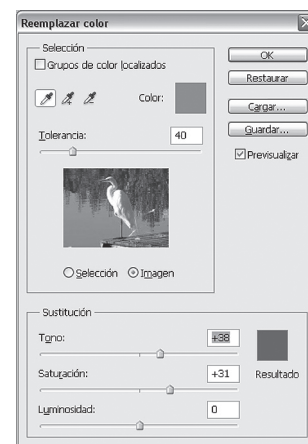 Reemplazar color
Selección
Grupos de color localizados
Color:
Tolerancia:
40
Selección
Imagen
OK
Restaurar
Cargar...
Guardar...
Previsualizar
Sustitución
Tono:
+38
Saturación:
+31
Resultado
Luminosidad:
0